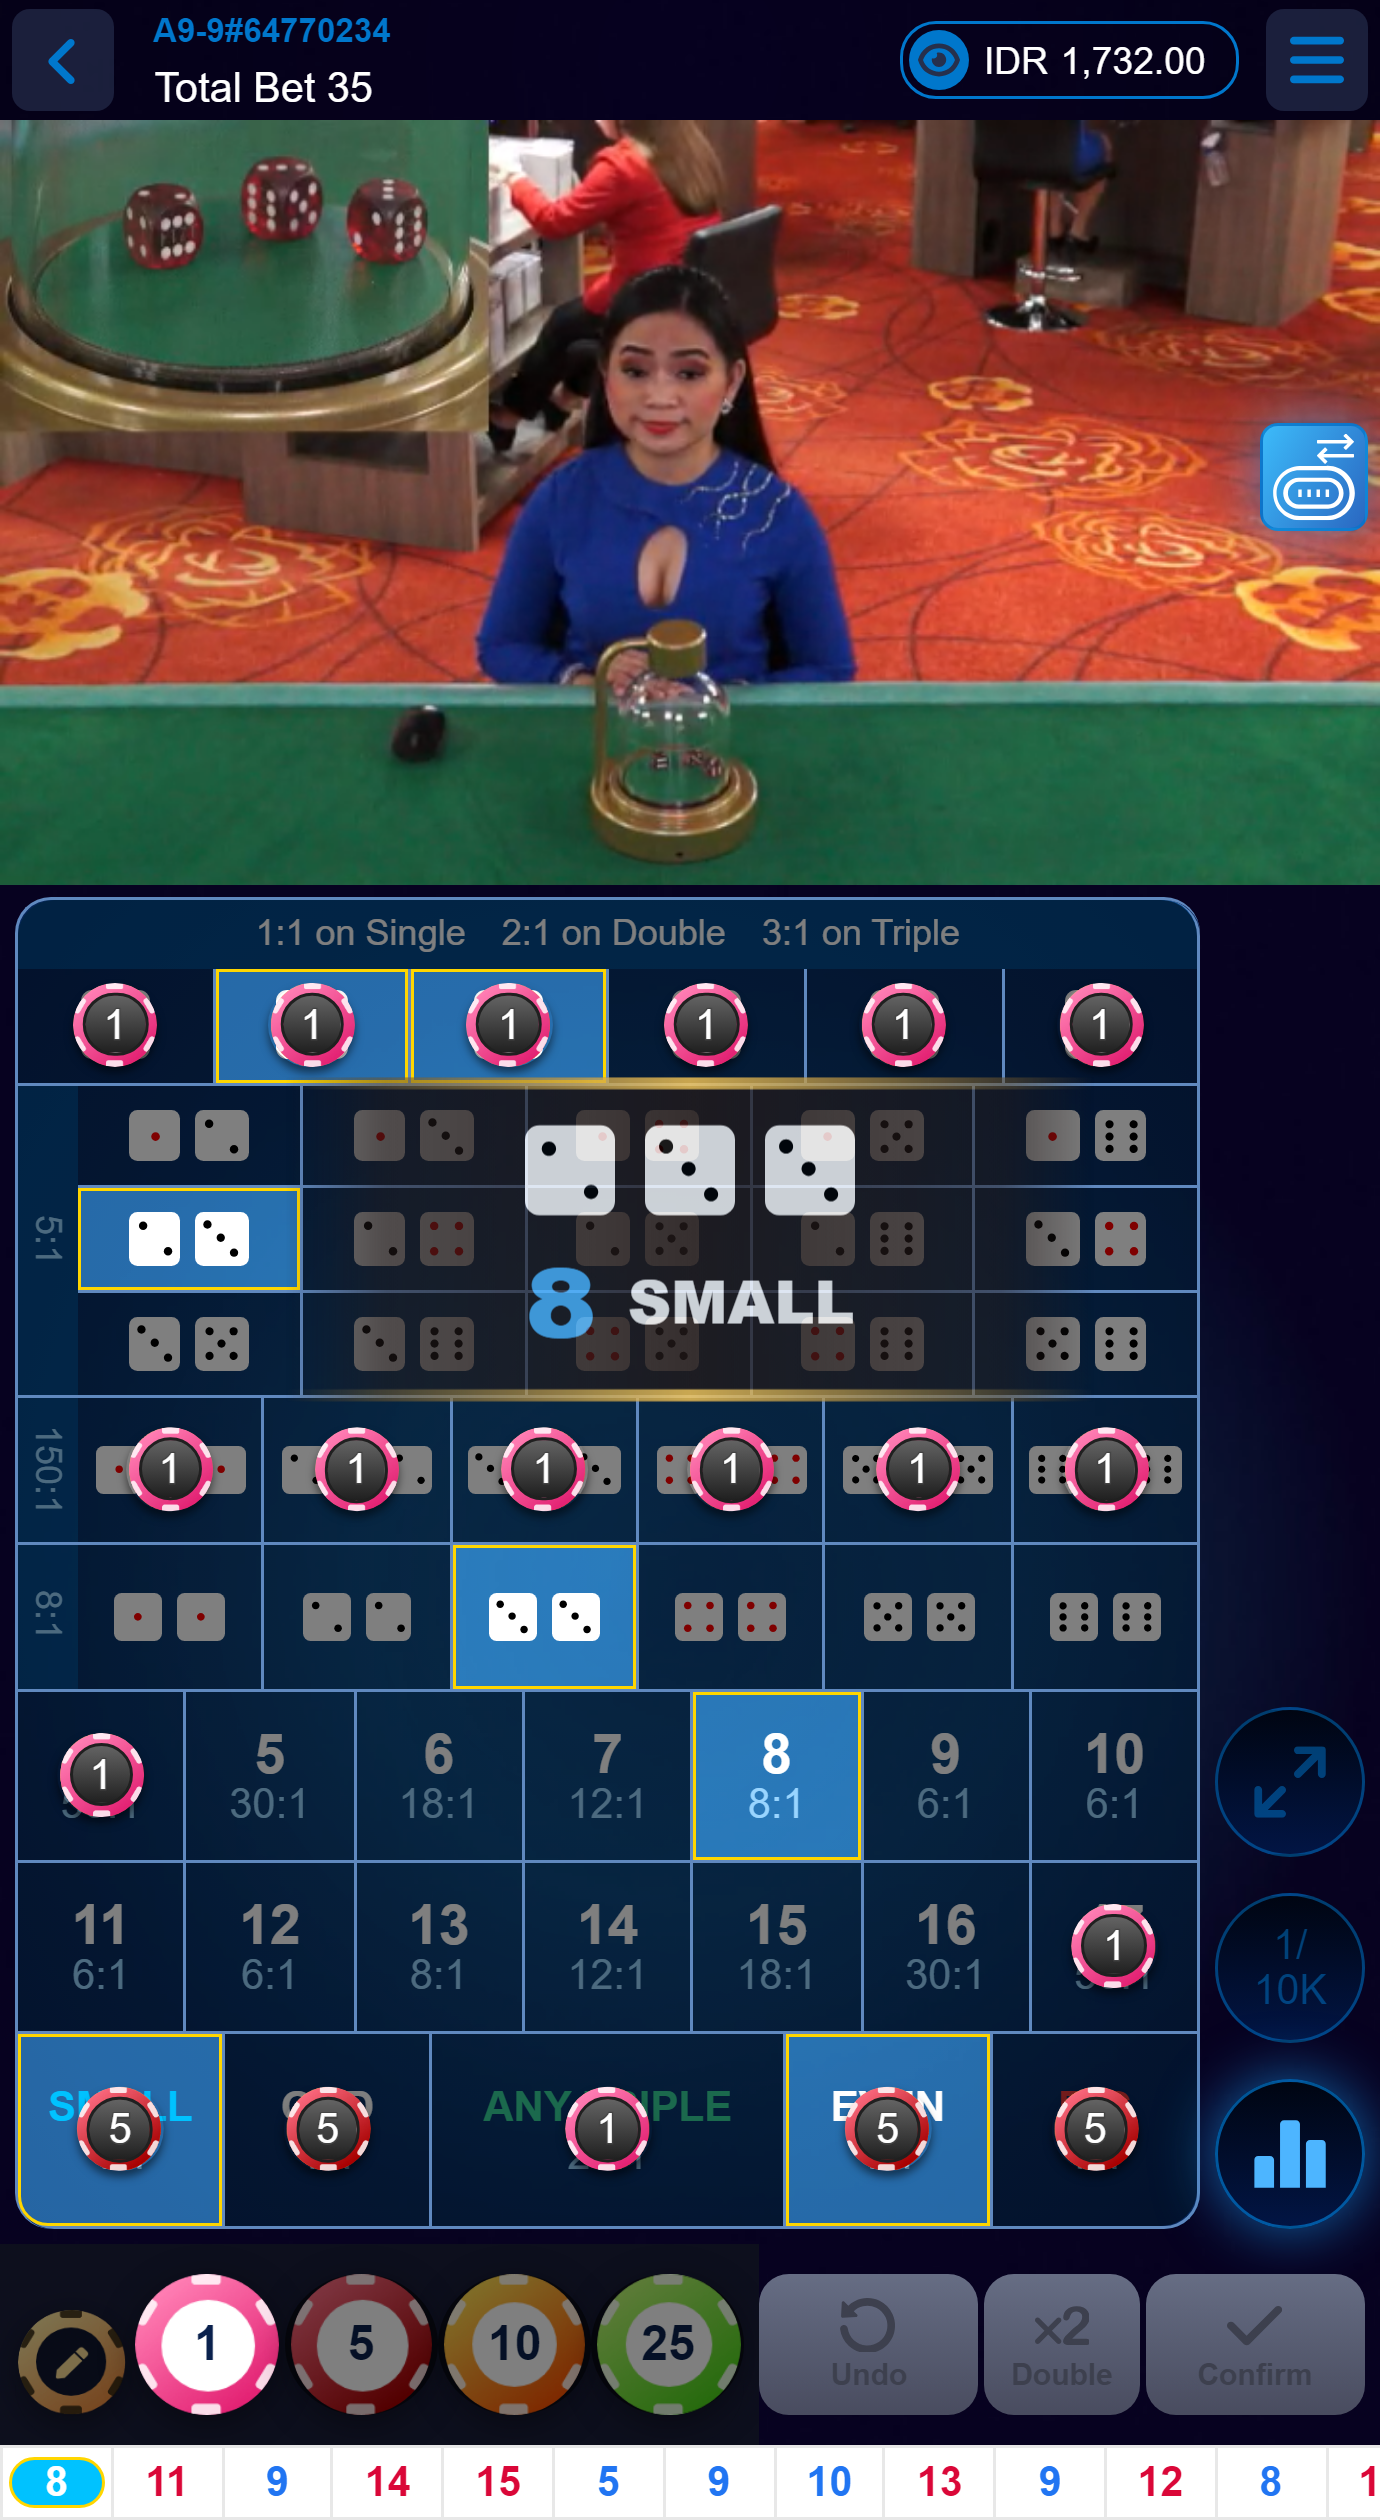 A9-9#64770234
Total Bet 35
IDR 1,732.00
1:1 on Single 2:1 on Double 3:1 on Triple
1 1 1 1 1 1
5:1
8 SMALL
150:1
1 1 1 1 1 1
8:1
1 5 6 7 8 9 10
30:1 18:1 12:1 8:1 6:1 6:1
11 12 13 14 15 16 1
6:1 6:1 8:1 12:1 18:1 30:1
1/
10K
5 5 1 5 5
1 5 10 25
x2
Undo Double Confirm
8 11 9 14 15 5 9 10 13 9 12 8